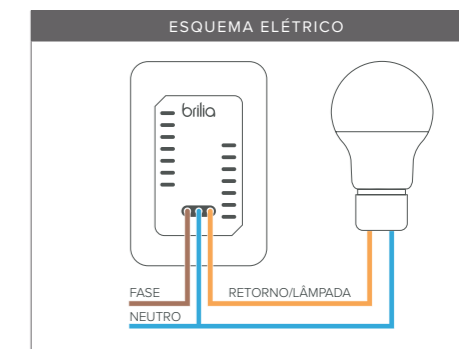 ESQUEMA ELÉTRICO
brilia
FASE
RETORNO/LÂMPADA
NEUTRO